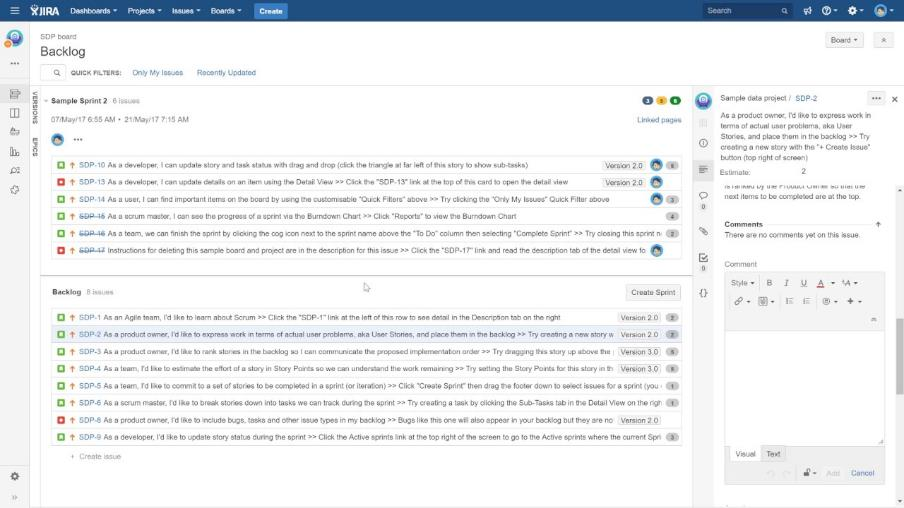 JIRA Dashboards Projects Issues Boards Create Search
SDP board
Backlog
Board
QUICK FILTERS: Only My Issues Recently Updated
VERSIONS
EPICS
Sample Sprint 2 6 issues
07/May/17 6:55 AM • 21/May/17 7:15 AM
Linked pages
SDP-10 As a developer, I can update story and task status with drag and drop (click the triangle at far left of this story to show sub-tasks) Version 2.0
SDP-13 As a developer, I can update details on an item using the Detail View >> Click the "SDP-13" link at the top of this card to open the detail view Version 2.0
SDP-14 As a user, I can find important items on the board by using the customisable "Quick Filters" above >> Try clicking the "Only My Issues" Quick Filter above 3
SDP-15 As a scrum master, I can see the progress of a sprint via the Burndown Chart >> Click "Reports" to view the Burndown Chart 4
SDP-16 As a team, we can finish the sprint by clicking the cog icon next to the sprint name above the "To Do" column then selecting "Complete Sprint" >> Try closing this sprint n 2
SDP-17 Instructions for deleting this sample board and project are in the description for this issue >> Click the "SDP-17" link and read the description tab of the detail view fo
Backlog 8 issues
Create Sprint
SDP-1 As an Agile team, I'd like to learn about Scrum >> Click the "SDP-1" link at the left of this row to see detail in the Description tab on the right Version 2.0 2
SDP-2 As a product owner, I'd like to express work in terms of actual user problems, aka User Stories, and place them in the backlog >> Try creating a new story w Version 2.0 2
SDP-3 As a product owner, I'd like to rank stories in the backlog so I can communicate the proposed implementation order >> Try dragging this story up above the p Version 3.0 5
SDP-4 As a team, I'd like to estimate the effort of a story in Story Points so we can understand the work remaining >> Try setting the Story Points for this story in th Version 3.0
SDP-5 As a team, I'd like to commit to a set of stories to be completed in a sprint (or iteration) >> Click "Create Sprint" then drag the footer down to select issues for a sprint (you 1
SDP-6 As a scrum master, I'd like to break stories down into tasks we can track during the sprint >> Try creating a task by clicking the Sub-Tasks tab in the Detail View on the right 1
SDP-8 As a product owner, I'd like to include bugs, tasks and other issue types in my backlog >> Bugs like this one will also appear in your backlog but they are no Version 2.0
SDP-9 As a developer, I'd like to update story status during the sprint >> Click the Active sprints link at the top right of the screen to go to the Active sprints where the current Spri 3
+ Create issue
Sample data project / SDP-2
As a product owner, I'd like to express work in
terms of actual user problems, aka User
Stories, and place them in the backlog >> Try
creating a new story with the "+ Create Issue"
button (top right of screen)
Estimate: 2
is ranked by the Product Owner so that the
next items to be completed are at the top.
Comments
There are no comments yet on this issue.
Comment
Style B I U A
Visual Text
Add Cancel